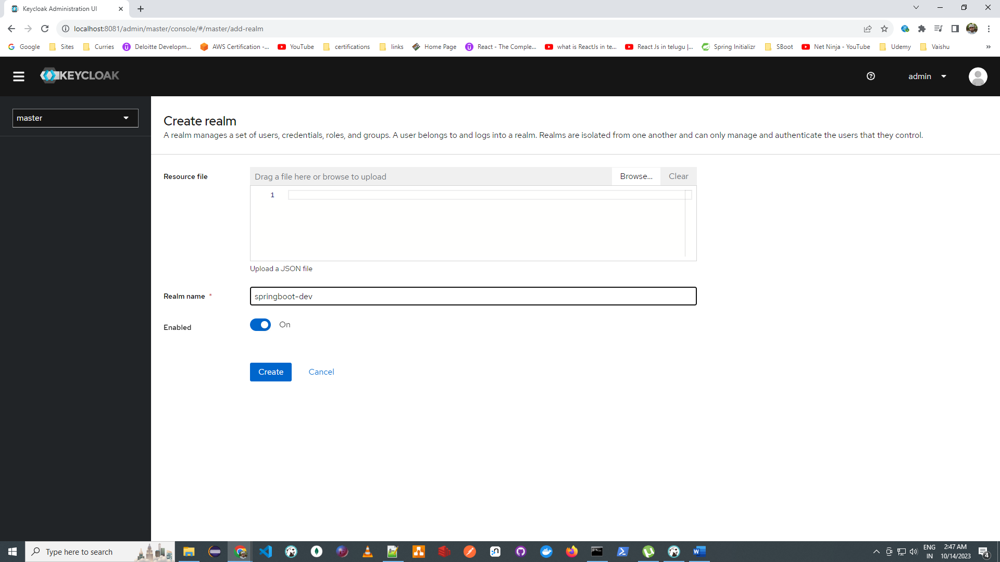 Keycloak Administration UI
localhost:8081/admin/master/console/#/master/add-realm
Google Sites Curries Deloitte Developm... AWS Certification -... YouTube certifications links Home Page React - The Comple... what is ReactJs in te... React Js in telugu |... Spring Initializr SBoot Net Ninja - YouTube Udemy Vaishu »
KEYCLOAK admin
master
Create realm
A realm manages a set of users, credentials, roles, and groups. A user belongs to and logs into a realm. Realms are isolated from one another and can only manage and authenticate the users that they control.
Resource file Drag a file here or browse to upload Browse... Clear
1
Upload a JSON file
Realm name * springboot-dev
Enabled On
Create Cancel
Type here to search
ENG 2:47 AM
IN 10/14/2023 4